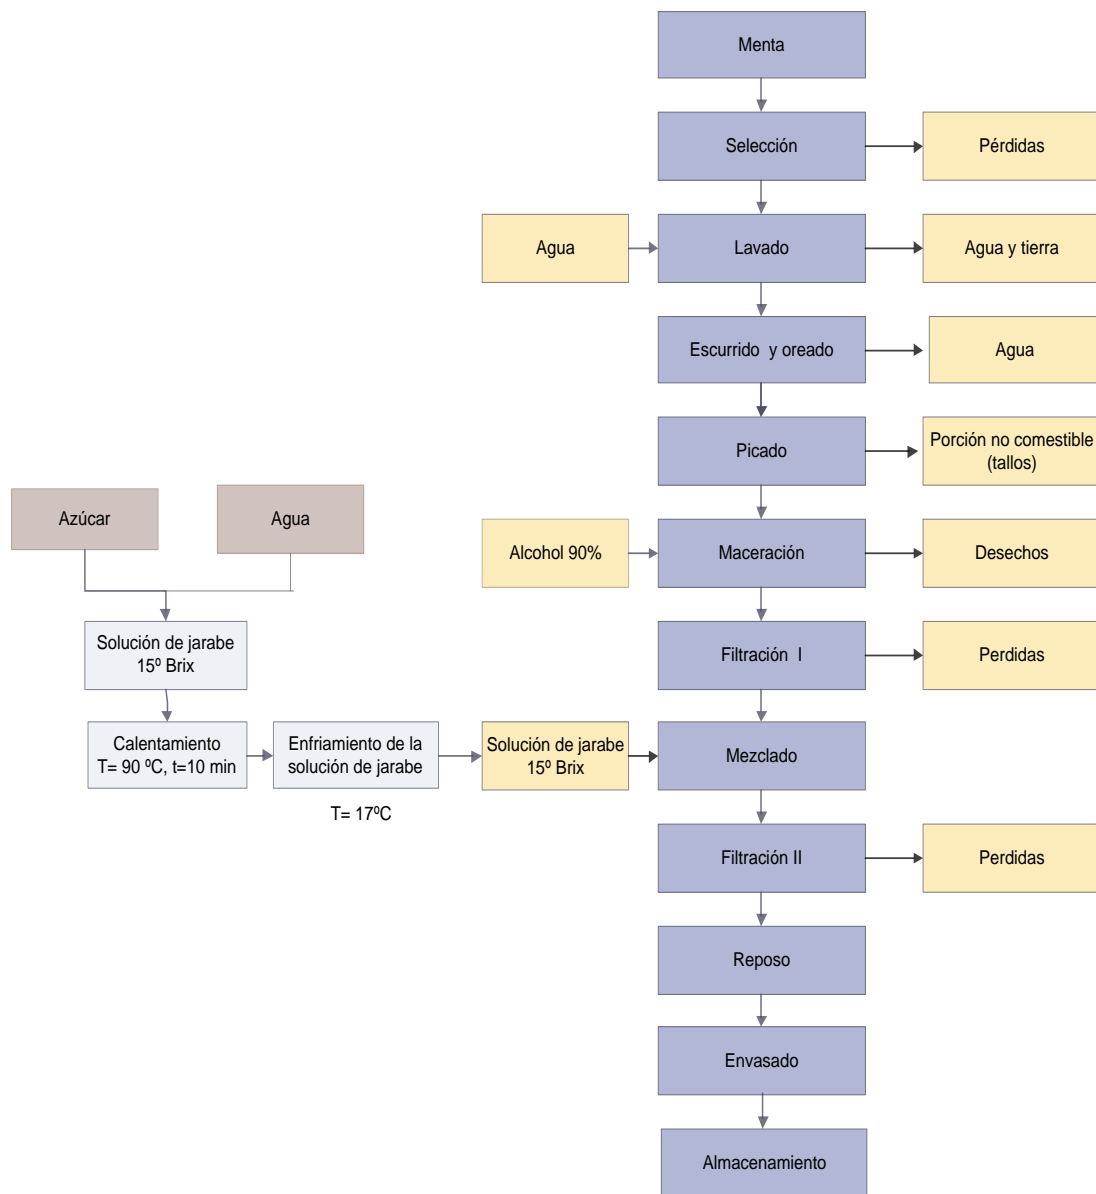 Menta
Selección
Pérdidas
Agua
Lavado
Agua y tierra
Escurrido y oreado
Agua
Picado
Porción no comestible
(tallos)
Azúcar
Agua
Alcohol 90%
Maceración
Desechos
Solución de jarabe
15º Brix
Filtración I
Perdidas
Calentamiento
T= 90 ºC, t=10 min
Enfriamiento de la
solución de jarabe
T= 17ºC
Solución de jarabe
15º Brix
Mezclado
Filtración II
Perdidas
Reposo
Envasado
Almacenamiento